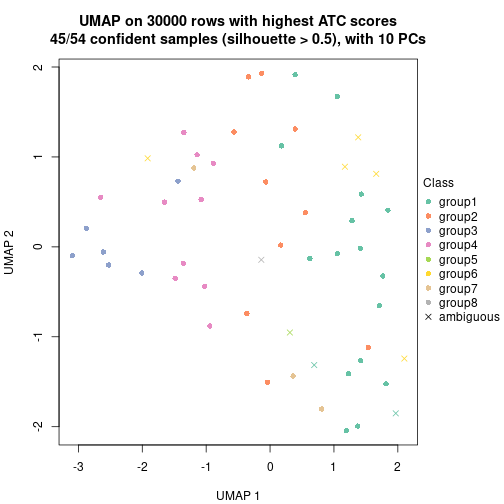 UMAP on 30000 rows with highest ATC scores
45/54 confident samples (silhouette > 0.5), with 10 PCs
2
1
0
-1
-2
UMAP 2
-3
-2
-1
0
1
2
UMAP 1
Class
group1
group2
group3
group4
group5
group6
group7
group8
ambiguous